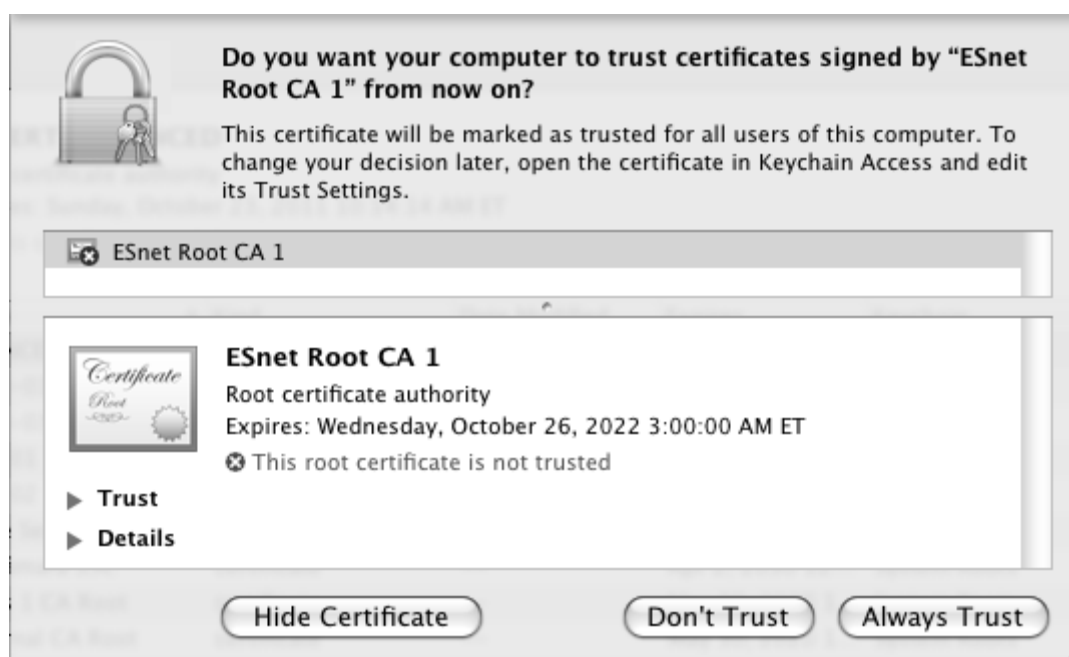 Do you want your computer to trust certificates signed by “ESnet
Root CA 1” from now on?
This certificate will be marked as trusted for all users of this computer. To
change your decision later, open the certificate in Keychain Access and edit
its Trust Settings.
ESnet Root CA 1
Certificate
Root
ESnet Root CA 1
Root certificate authority
Expires: Wednesday, October 26, 2022 3:00:00 AM ET
This root certificate is not trusted
Trust
Details
Hide Certificate
Don't Trust
Always Trust